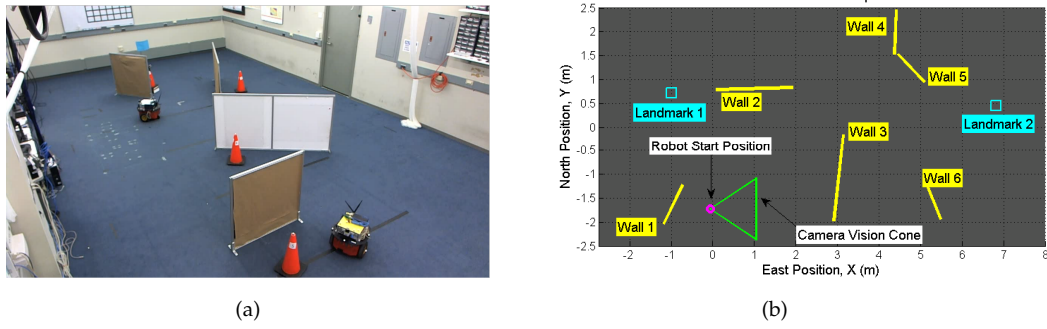 2.5
2
1.5
1
0.5
0
-0.5
-1
-1.5
-2
-2.5
North Position, Y (m)
Wall 4
Wall 5
Wall 2
Landmark 1
Landmark 2
Wall 3
Robot Start Position
Wall 6
Wall 1
Camera Vision Cone
-2 -1 0 1 2 3 4 5 6 7 8
East Position, X (m)
(a)
(b)